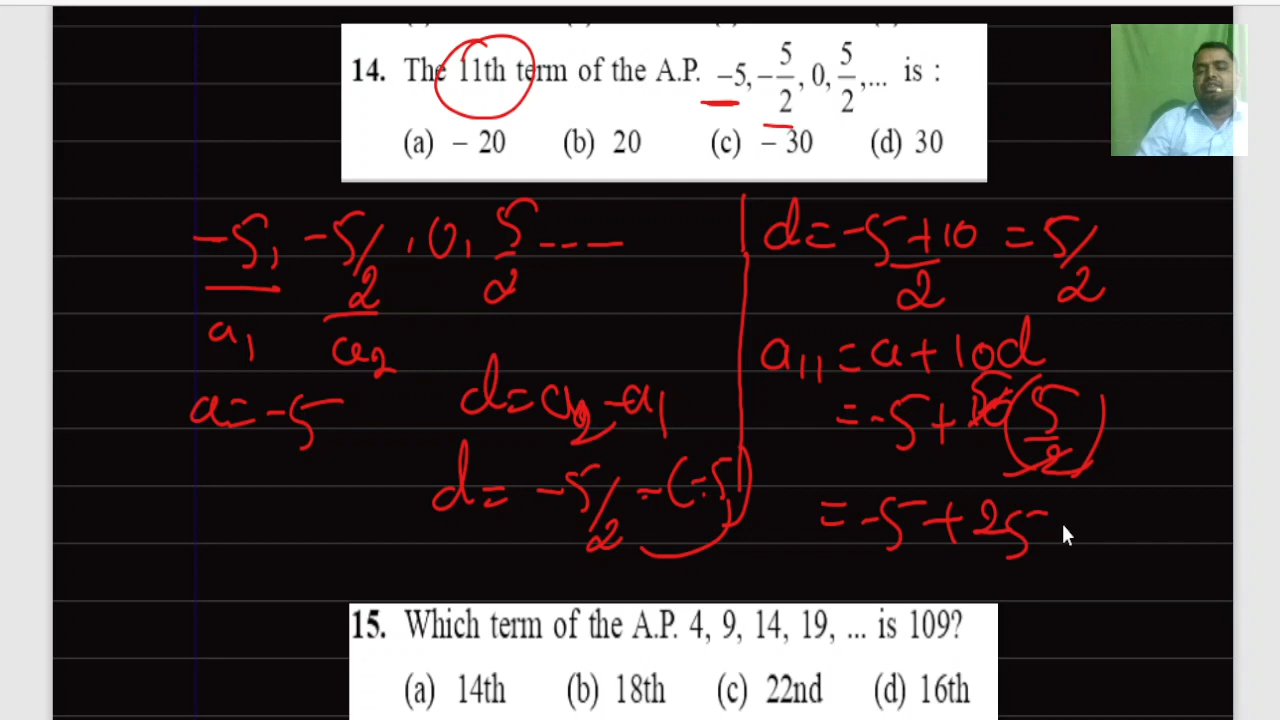 14. The 11th term of the A.P. −5, −5/2, 0, 5/2, ... is :
(a) − 20 (b) 20 (c) − 30 (d) 30
-5, -5/2, 0, 5/2 ---
a1 a2
a=-5
d=a2-a1
d= -5/2 -(-5)
d= -5+10/2 = 5/2
a11 = a+10d
= -5+ 10 5 (5/2)
= -5+25
15. Which term of the A.P. 4, 9, 14, 19, ... is 109?
(a) 14th (b) 18th (c) 22nd (d) 16th